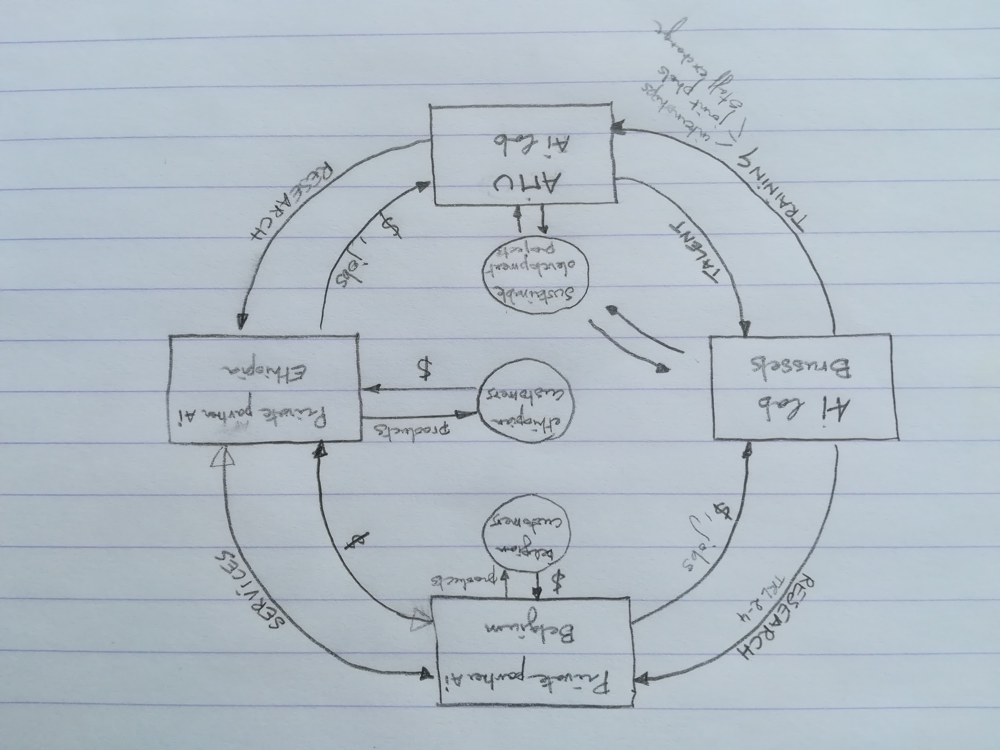 Private partner Ai
Belgium
RESEARCH
TRL 2-4
SERVICES
$
products
belgian
customers
$, jobs
$
Ai Lab
Brussels
ethiopian
customers
products
$
Private partner Ai
Ethiopia
Sustainable
development
projects
TALENT
TRAINING
internships
joint phds
staff exchange
$, jobs
RESEARCH
AMU
Ai Lab